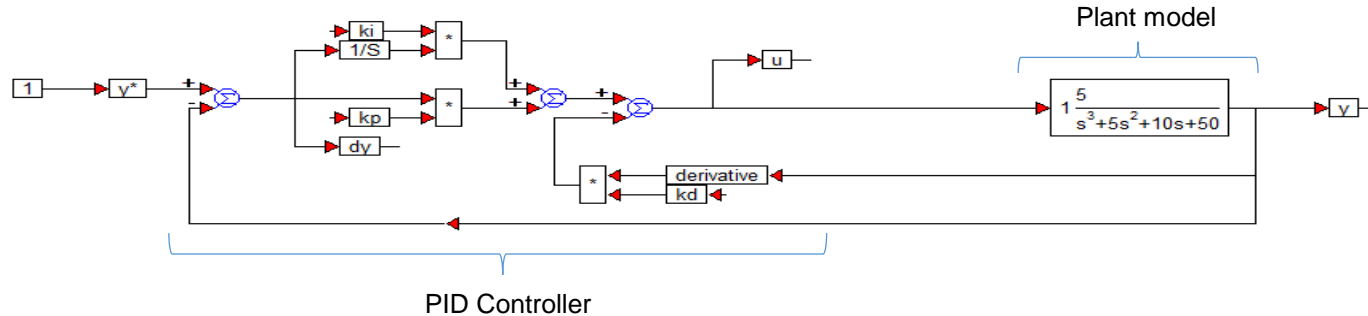 Plant model
ki
1/S
*
u
+
+
1
y*
+
-
Σ
*
+
Σ
-
Σ
1
5
s³+5s²+10s+50
y
kp
dy
*
derivative
kd
PID Controller